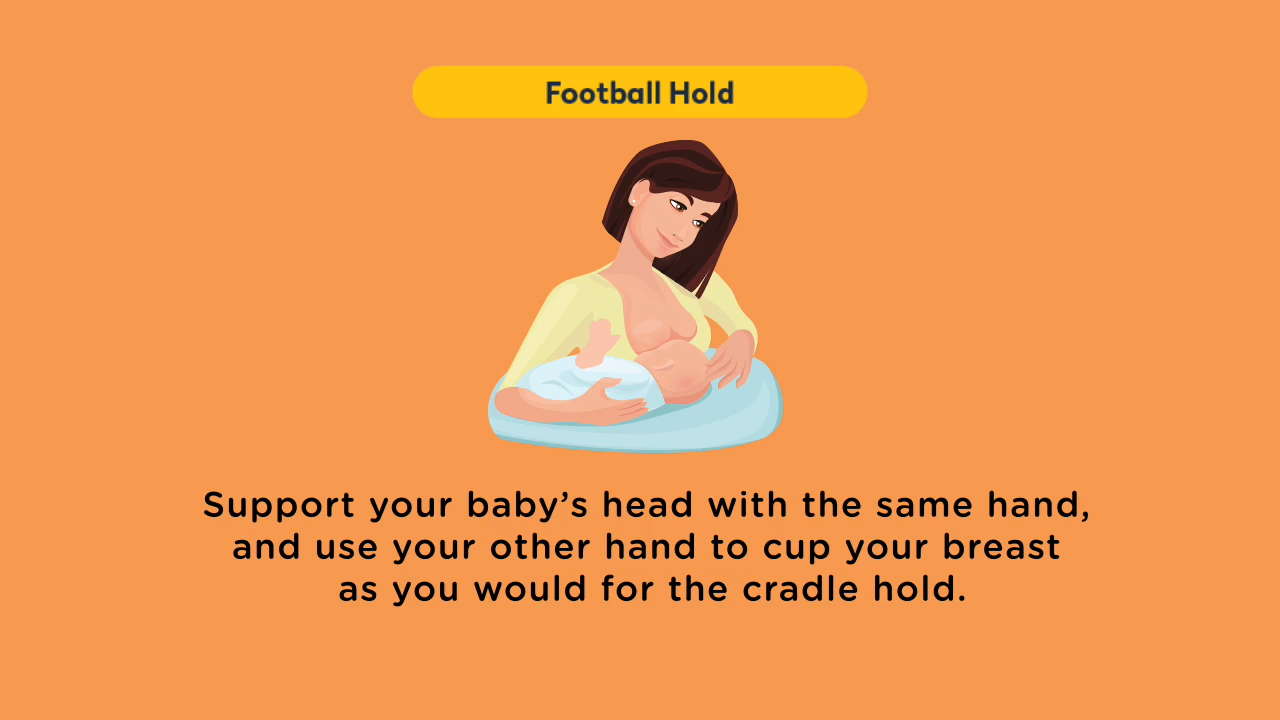 Football Hold
Support your baby’s head with the same hand,
and use your other hand to cup your breast
as you would for the cradle hold.